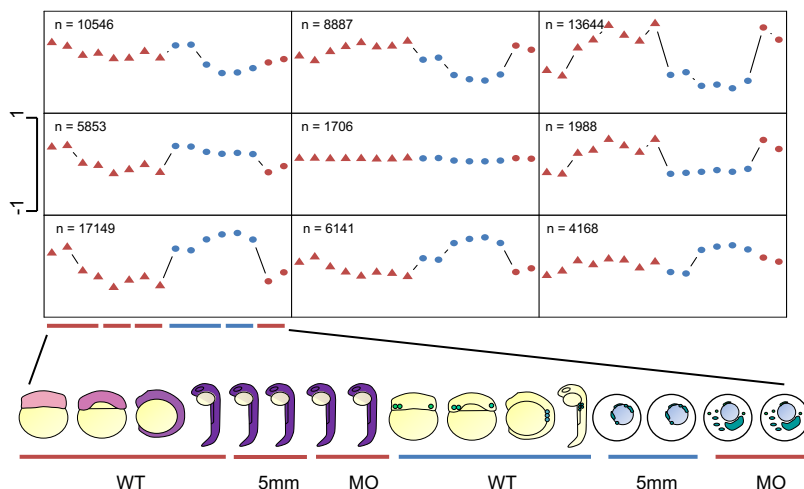 n = 10546
n = 8887
n = 13644
1
n = 5853
n = 1706
n = 1988
-1
n = 17149
n = 6141
n = 4168
WT 5mm MO WT 5mm MO